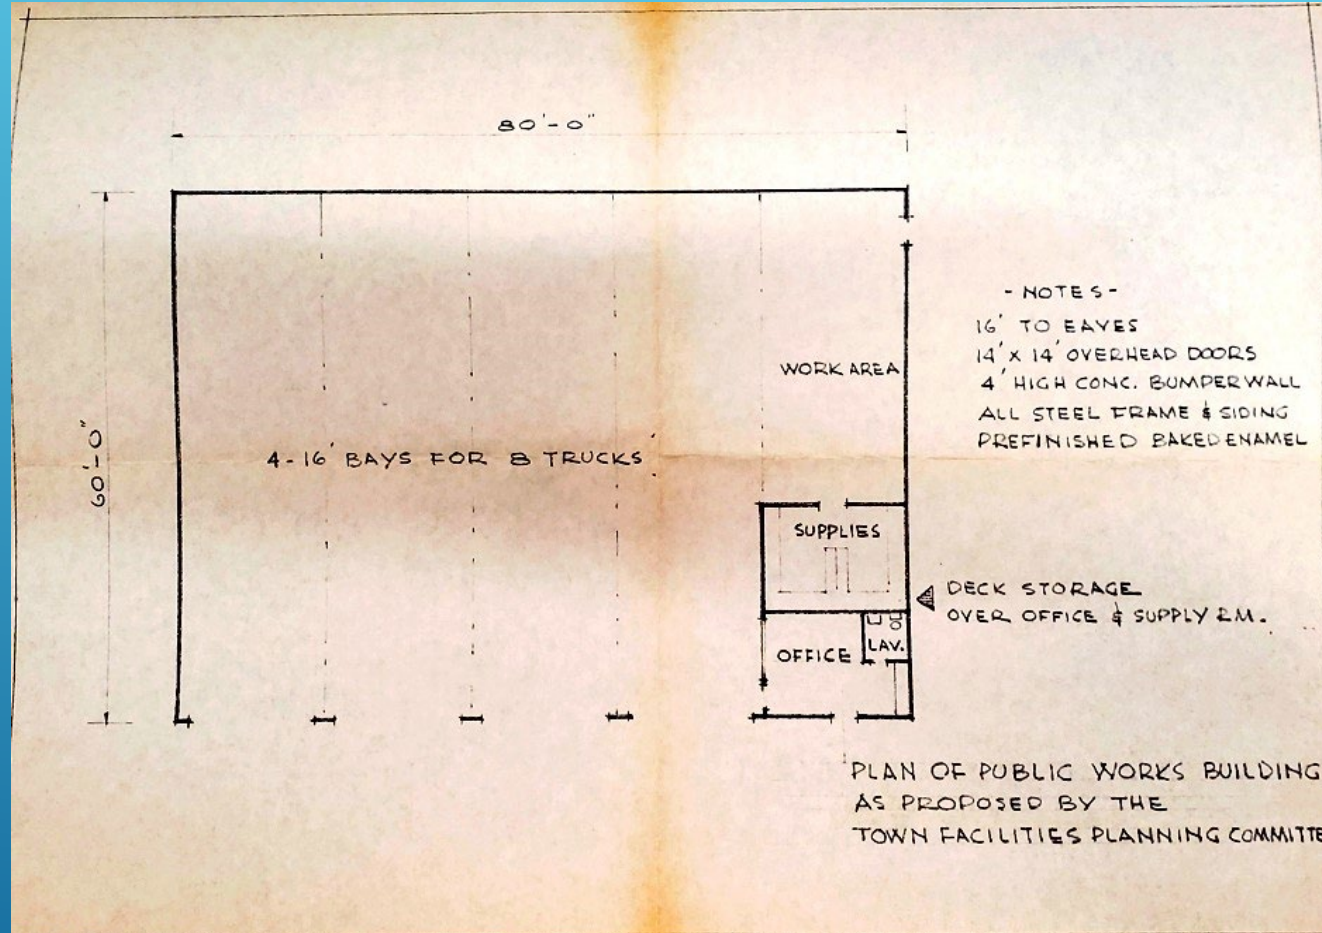 80'-0"
60'-0"
- NOTES -
16' TO EAVES
14' X 14' OVERHEAD DOORS
4' HIGH CONC. BUMPER WALL
ALL STEEL FRAME & SIDING
PREFINISHED BAKED ENAMEL
WORK AREA
4-16' BAYS FOR 8 TRUCKS
SUPPLIES
DECK STORAGE
OVER OFFICE & SUPPLY RM.
OFFICE
LAV.
PLAN OF PUBLIC WORKS BUILDING
AS PROPOSED BY THE
TOWN FACILITIES PLANNING COMMITTE